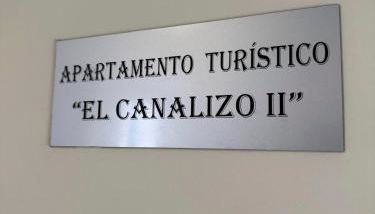 APARTAMENTO TURÍSTICO
“EL CANALIZO II”